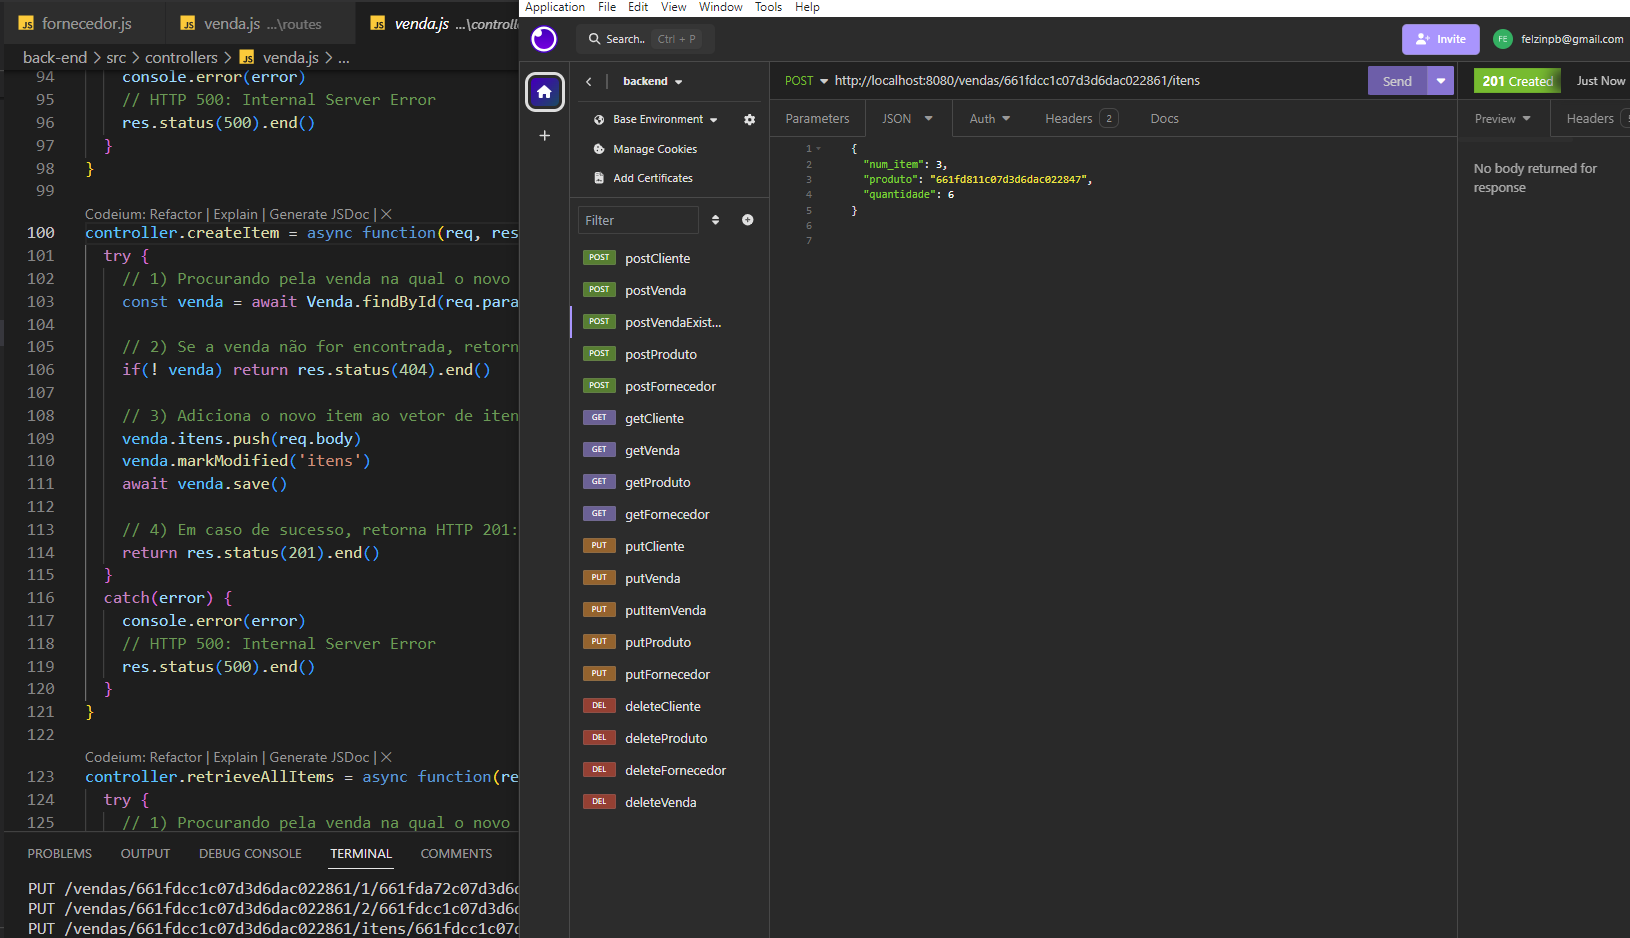 fornecedor.js
venda.js ...\routes
venda.js ...\controll
back-end > src > controllers > venda.js > ...
94 console.error(error)
95 // HTTP 500: Internal Server Error
96 res.status(500).end()
97 }
98 }
99
Codeium: Refactor | Explain | Generate JSDoc | X
100 controller.createItem = async function(req, res
101 try {
102 // 1) Procurando pela venda na qual o novo
103 const venda = await Venda.findById(req.para
104
105 // 2) Se a venda não for encontrada, retorn
106 if(! venda) return res.status(404).end()
107
108 // 3) Adiciona o novo item ao vetor de iten
109 venda.itens.push(req.body)
110 venda.markModified('itens')
111 await venda.save()
112
113 // 4) Em caso de sucesso, retorna HTTP 201:
114 return res.status(201).end()
115 }
116 catch(error) {
117 console.error(error)
118 // HTTP 500: Internal Server Error
119 res.status(500).end()
120 }
121 }
122
Codeium: Refactor | Explain | Generate JSDoc | X
123 controller.retrieveAllItems = async function(re
124 try {
125 // 1) Procurando pela venda na qual o novo
PROBLEMS OUTPUT DEBUG CONSOLE TERMINAL COMMENTS
PUT /vendas/661fdcc1c07d3d6dac022861/1/661fda72c07d3d6d
PUT /vendas/661fdcc1c07d3d6dac022861/2/661fdcc1c07d3d6d
PUT /vendas/661fdcc1c07d3d6dac022861/itens/661fdcc1c07d
Application File Edit View Window Tools Help
Search.. Ctrl + P
Invite
FE felzinpb@gmail.com
backend
Base Environment
Manage Cookies
Add Certificates
Filter
POST postCliente
POST postVenda
POST postVendaExist...
POST postProduto
POST postFornecedor
GET getCliente
GET getVenda
GET getProduto
GET getFornecedor
PUT putCliente
PUT putVenda
PUT putItemVenda
PUT putProduto
PUT putFornecedor
DEL deleteCliente
DEL deleteProduto
DEL deleteFornecedor
DEL deleteVenda
POST http://localhost:8080/vendas/661fdcc1c07d3d6dac022861/itens
Send
Parameters JSON Auth Headers 2 Docs
1 {
2 "num_item": 3,
3 "produto": "661fd811c07d3d6dac022847",
4 "quantidade": 6
5 }
6
7
201 Created Just Now
Preview Headers 5
No body returned for
response